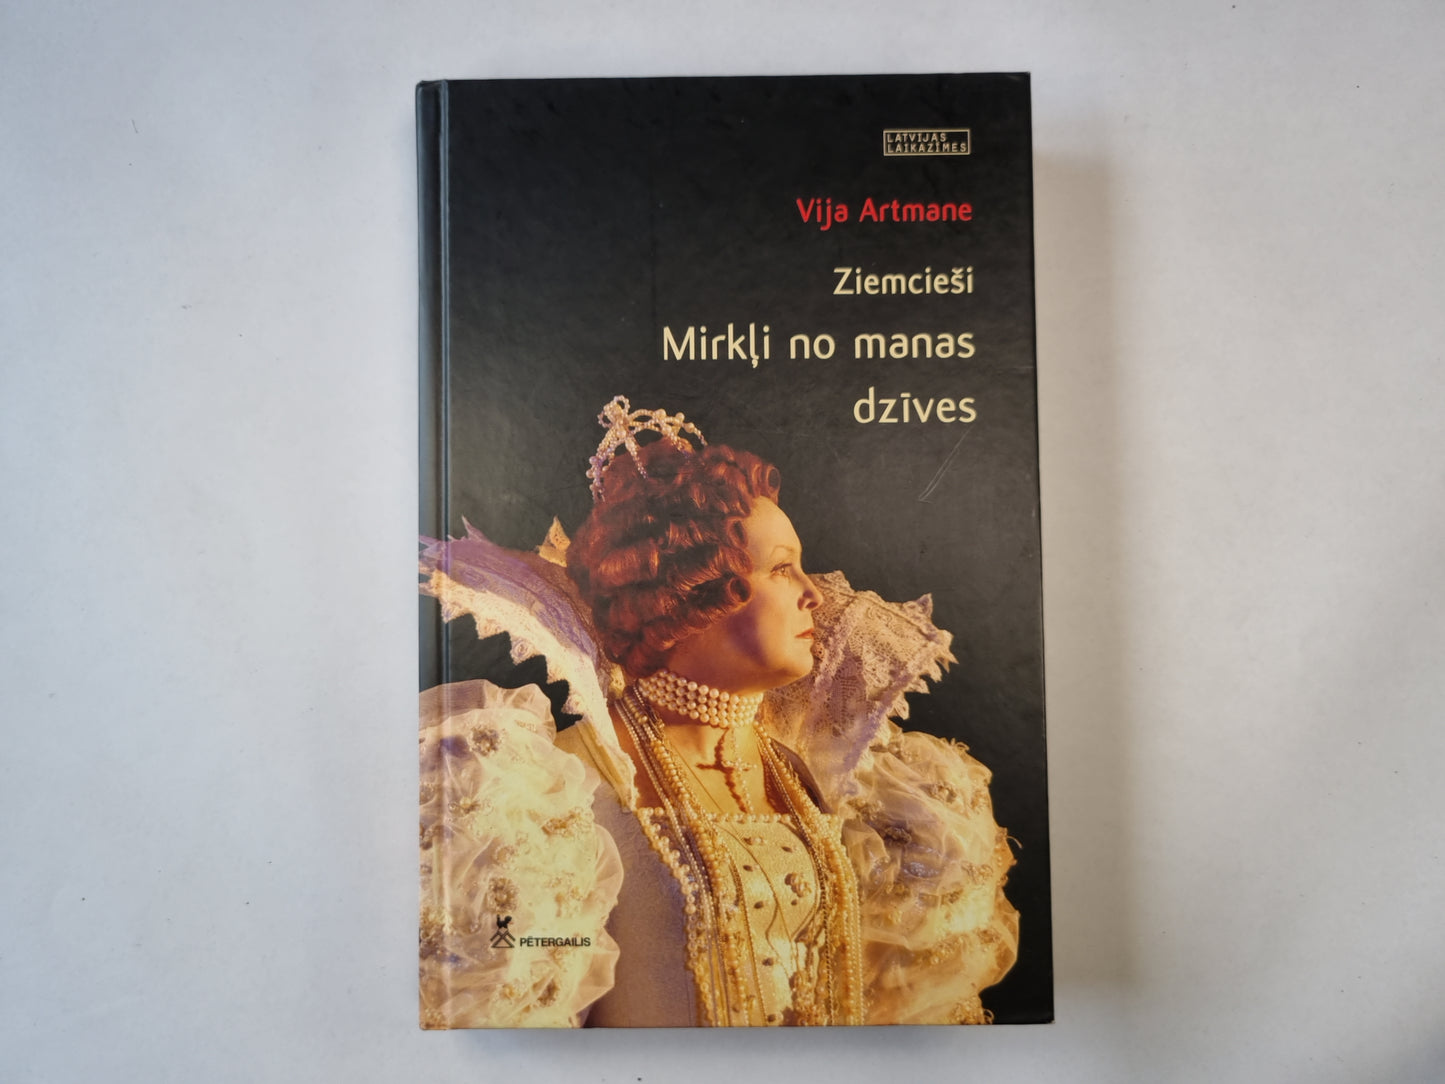 LATVIJAS
LAIKAZĪMES
Vija Artmane
Ziemcieši
Mirkļi no manas
dzīves
PĒTERGAILIS